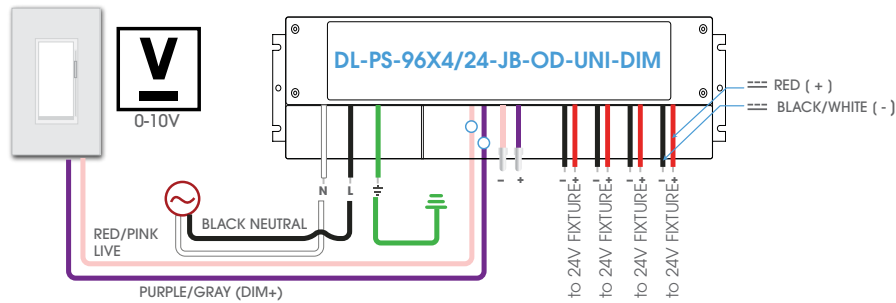 V
0-10V
DL-PS-96X4/24-JB-OD-UNI-DIM
RED ( + )
BLACK/WHITE ( - )
N
L
- +
- +
- +
- +
- +
BLACK NEUTRAL
RED/PINK
LIVE
PURPLE/GRAY (DIM+)
to 24V FIXTURE
to 24V FIXTURE
to 24V FIXTURE
to 24V FIXTURE